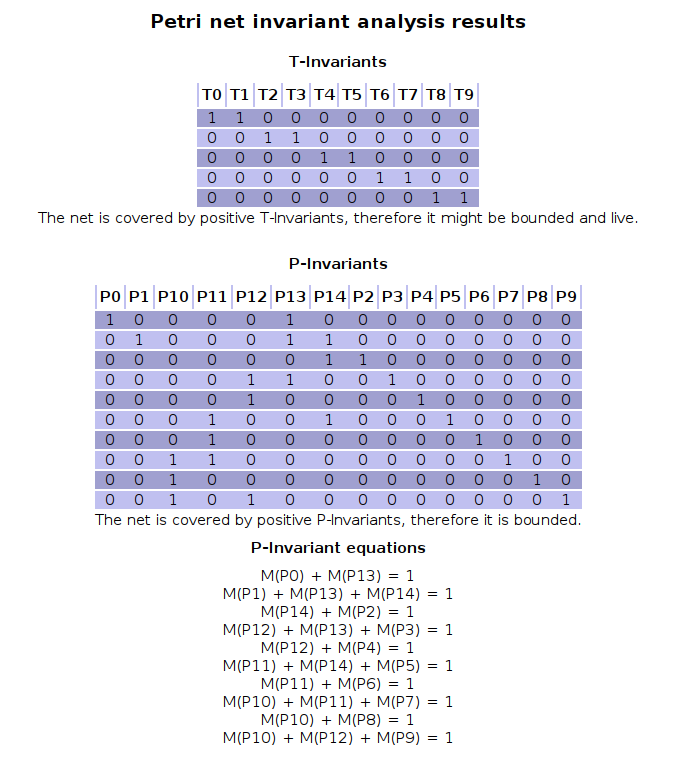 Petri net invariant analysis results
T-Invariants
T0 T1 T2 T3 T4 T5 T6 T7 T8 T9
1 1 0 0 0 0 0 0 0 0
0 0 1 1 0 0 0 0 0 0
0 0 0 0 1 1 0 0 0 0
0 0 0 0 0 0 1 1 0 0
0 0 0 0 0 0 0 0 1 1
The net is covered by positive T-Invariants, therefore it might be bounded and live.
P-Invariants
P0 P1 P10 P11 P12 P13 P14 P2 P3 P4 P5 P6 P7 P8 P9
1 0 0 0 0 1 0 0 0 0 0 0 0 0 0
0 1 0 0 0 1 1 0 0 0 0 0 0 0 0
0 0 0 0 0 0 1 1 0 0 0 0 0 0 0
0 0 0 0 1 1 0 0 1 0 0 0 0 0 0
0 0 0 0 1 0 0 0 0 1 0 0 0 0 0
0 0 0 1 0 0 1 0 0 0 1 0 0 0 0
0 0 0 1 0 0 0 0 0 0 0 1 0 0 0
0 0 1 1 0 0 0 0 0 0 0 0 1 0 0
0 0 1 0 0 0 0 0 0 0 0 0 0 1 0
0 0 1 0 1 0 0 0 0 0 0 0 0 0 1
The net is covered by positive P-Invariants, therefore it is bounded.
P-Invariant equations
M(P0) + M(P13) = 1
M(P1) + M(P13) + M(P14) = 1
M(P14) + M(P2) = 1
M(P12) + M(P13) + M(P3) = 1
M(P12) + M(P4) = 1
M(P11) + M(P14) + M(P5) = 1
M(P11) + M(P6) = 1
M(P10) + M(P11) + M(P7) = 1
M(P10) + M(P8) = 1
M(P10) + M(P12) + M(P9) = 1